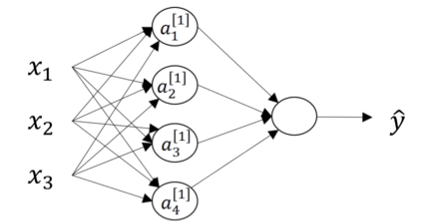 x₁
x₂
x₃
a₁^[1]
a₂^[1]
a₃^[1]
a₄^[1]
ŷ